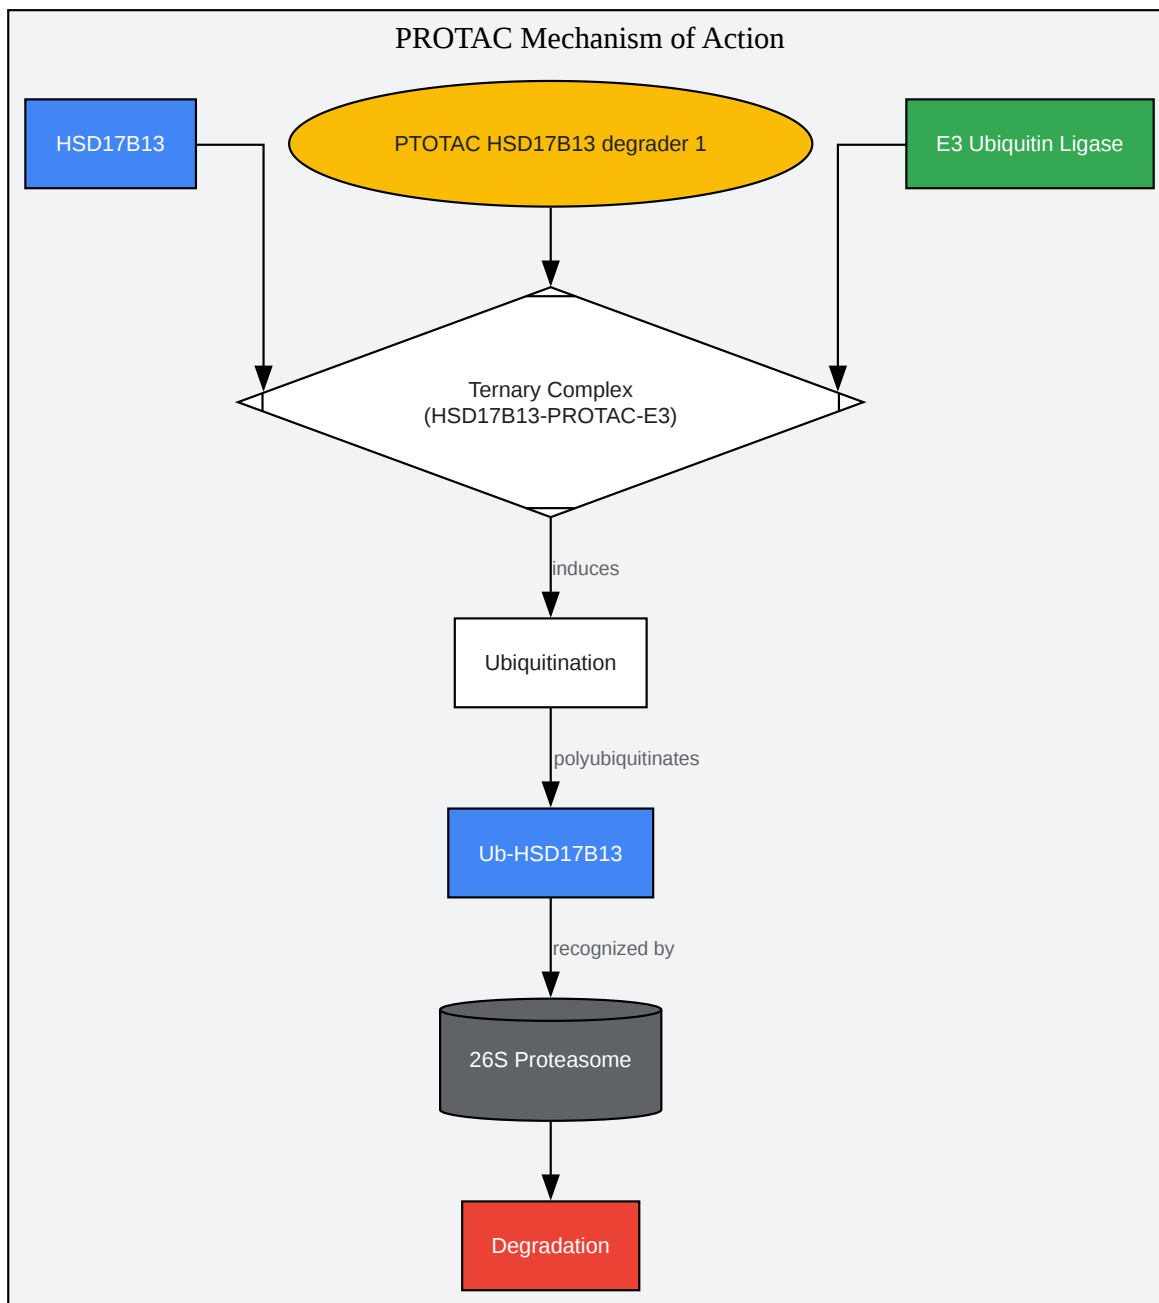 PROTAC Mechanism of Action
HSD17B13
PTOTAC HSD17B13 degrader 1
E3 Ubiquitin Ligase
Ternary Complex
(HSD17B13-PROTAC-E3)
induces
Ubiquitination
polyubiquitinates
Ub-HSD17B13
recognized by
26S Proteasome
Degradation